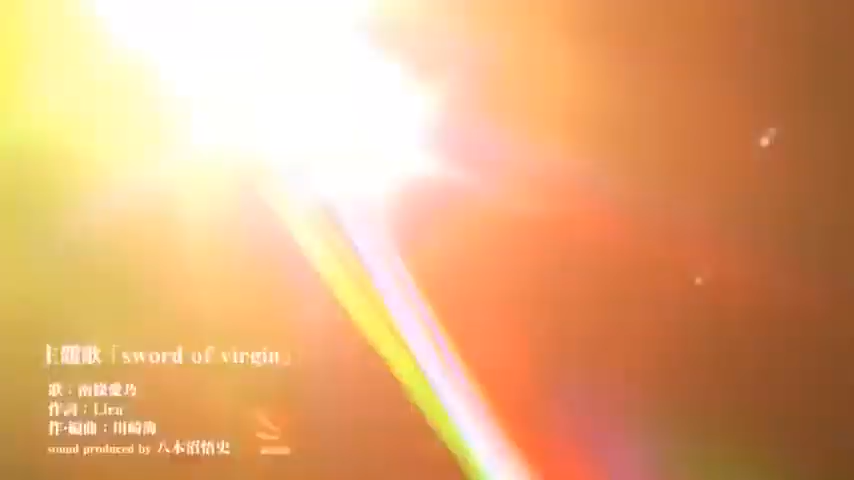 主題歌「sword of virgin」
歌：南條愛乃
作詞：Lira
作・編曲：川崎海
sound produced by 八木沼悟史